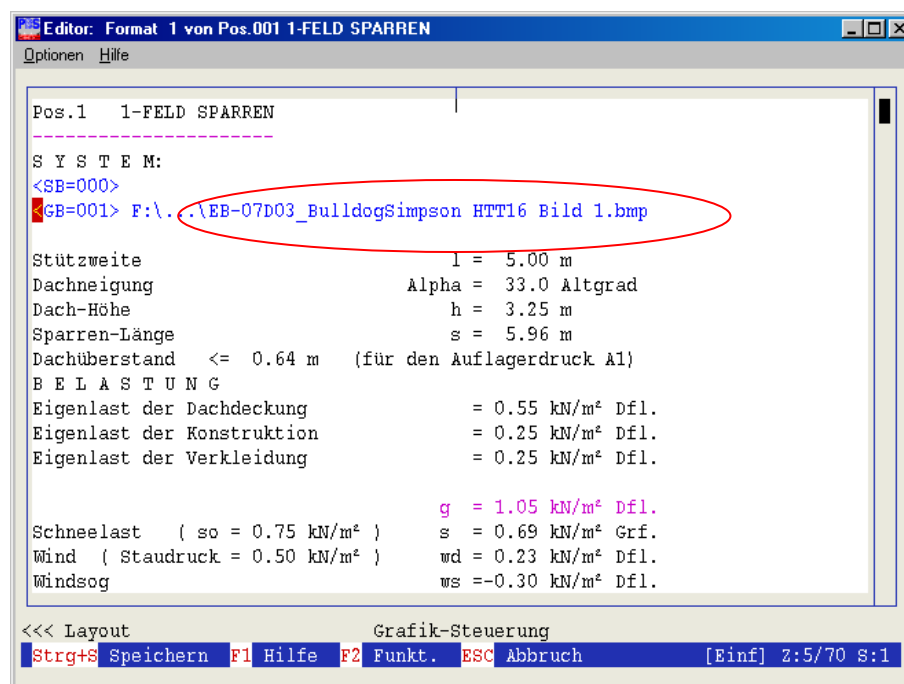 Editor: Format 1 von Pos.001 1-FELD SPARREN
Optionen Hilfe
Pos.1 1-FELD SPARREN
----------------------
S Y S T E M:
<SB=000>
<GB=001> F:\...\EB-07D03_BulldogSimpson HTT16 Bild 1.bmp
Stützweite l = 5.00 m
Dachneigung Alpha = 33.0 Altgrad
Dach-Höhe h = 3.25 m
Sparren-Länge s = 5.96 m
Dachüberstand <= 0.64 m (für den Auflagerdruck A1)
B E L A S T U N G
Eigenlast der Dachdeckung = 0.55 kN/m² Dfl.
Eigenlast der Konstruktion = 0.25 kN/m² Dfl.
Eigenlast der Verkleidung = 0.25 kN/m² Dfl.
g = 1.05 kN/m² Dfl.
Schneelast ( so = 0.75 kN/m² ) s = 0.69 kN/m² Grf.
Wind ( Staudruck = 0.50 kN/m² ) wd = 0.23 kN/m² Dfl.
Windsog ws =-0.30 kN/m² Dfl.
<<< Layout Grafik-Steuerung
Strg+S Speichern F1 Hilfe F2 Funkt. ESC Abbruch [Einf] Z:5/70 S:1